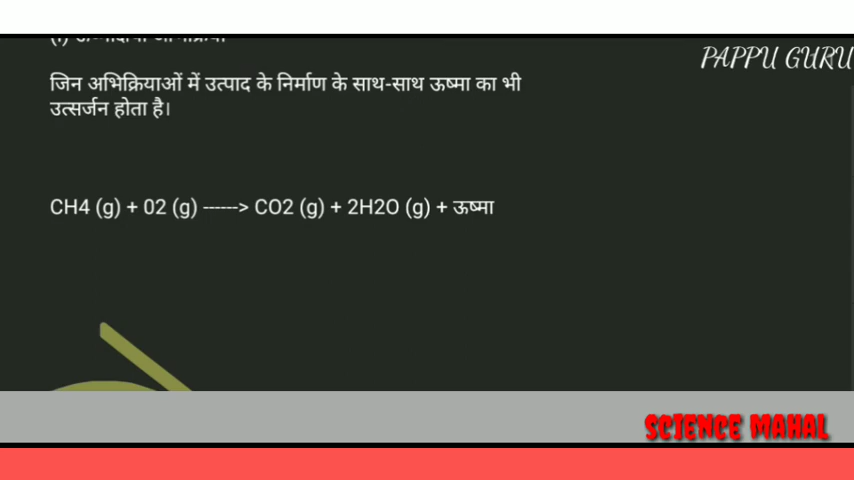 PAPPU GURU
जिन अभिक्रियाओं में उत्पाद के निर्माण के साथ-साथ ऊष्मा का भी
उत्सर्जन होता है।
CH4 (g) + 02 (g) ------> CO2 (g) + 2H2O (g) + ऊष्मा
SCIENCE MAHAL